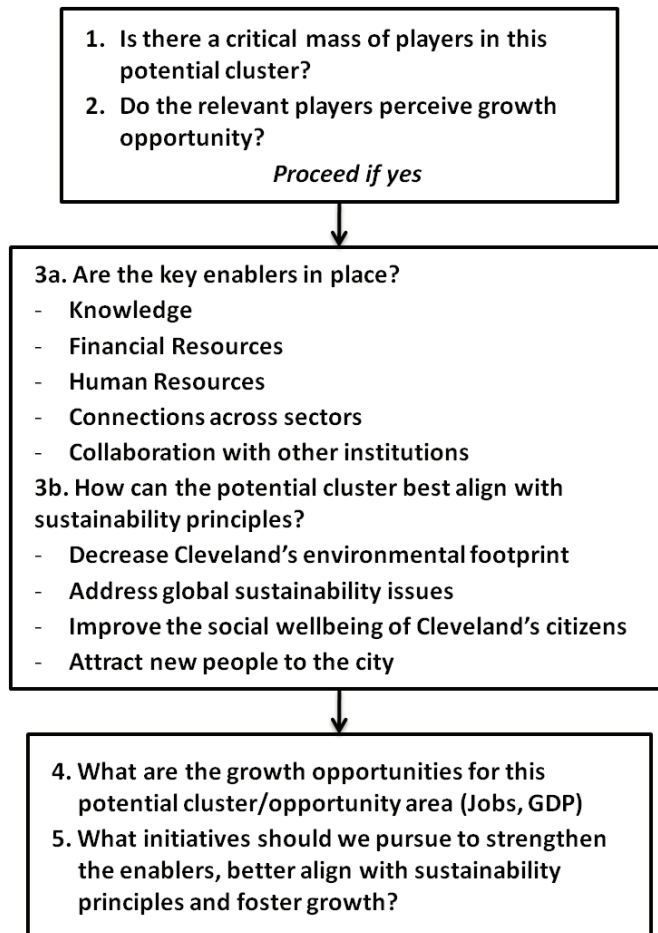 1. Is there a critical mass of players in this
potential cluster?
2. Do the relevant players perceive growth
opportunity?
Proceed if yes
3a. Are the key enablers in place?
- Knowledge
- Financial Resources
- Human Resources
- Connections across sectors
- Collaboration with other institutions
3b. How can the potential cluster best align with
sustainability principles?
- Decrease Cleveland’s environmental footprint
- Address global sustainability issues
- Improve the social wellbeing of Cleveland’s citizens
- Attract new people to the city
4. What are the growth opportunities for this
potential cluster/opportunity area (Jobs, GDP)
5. What initiatives should we pursue to strengthen
the enablers, better align with sustainability
principles and foster growth?